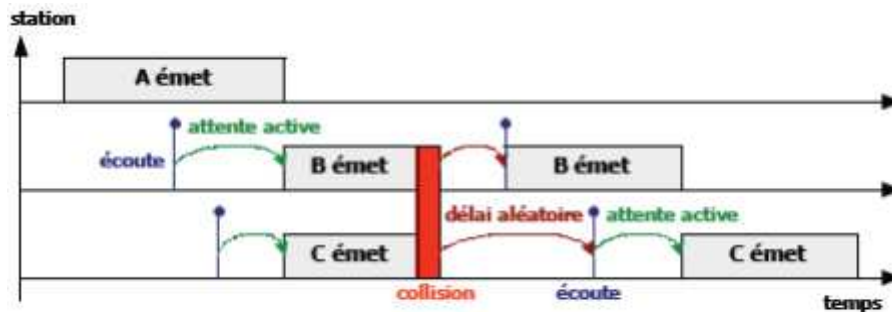 station
A émet
attente active
écoute
B émet
B émet
délai aléatoire
attente active
C émet
C émet
collision
écoute
temps